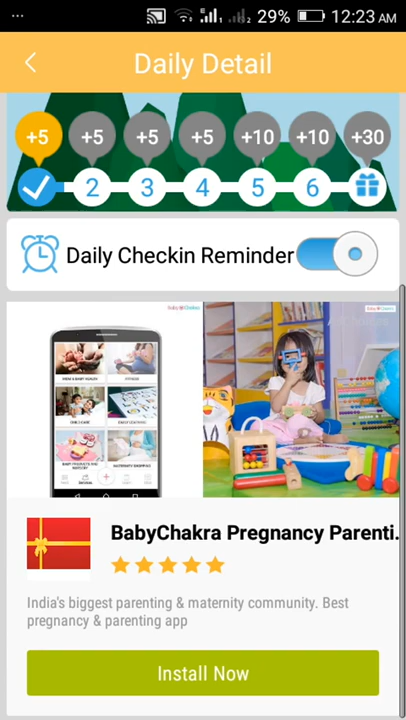 29% 12:23 AM
Daily Detail
+5 +5 +5 +5 +10 +10 +30
2 3 4 5 6
Daily Checkin Reminder
BabyChakra Pregnancy Parenti.
India's biggest parenting & maternity community. Best
pregnancy & parenting app
Install Now